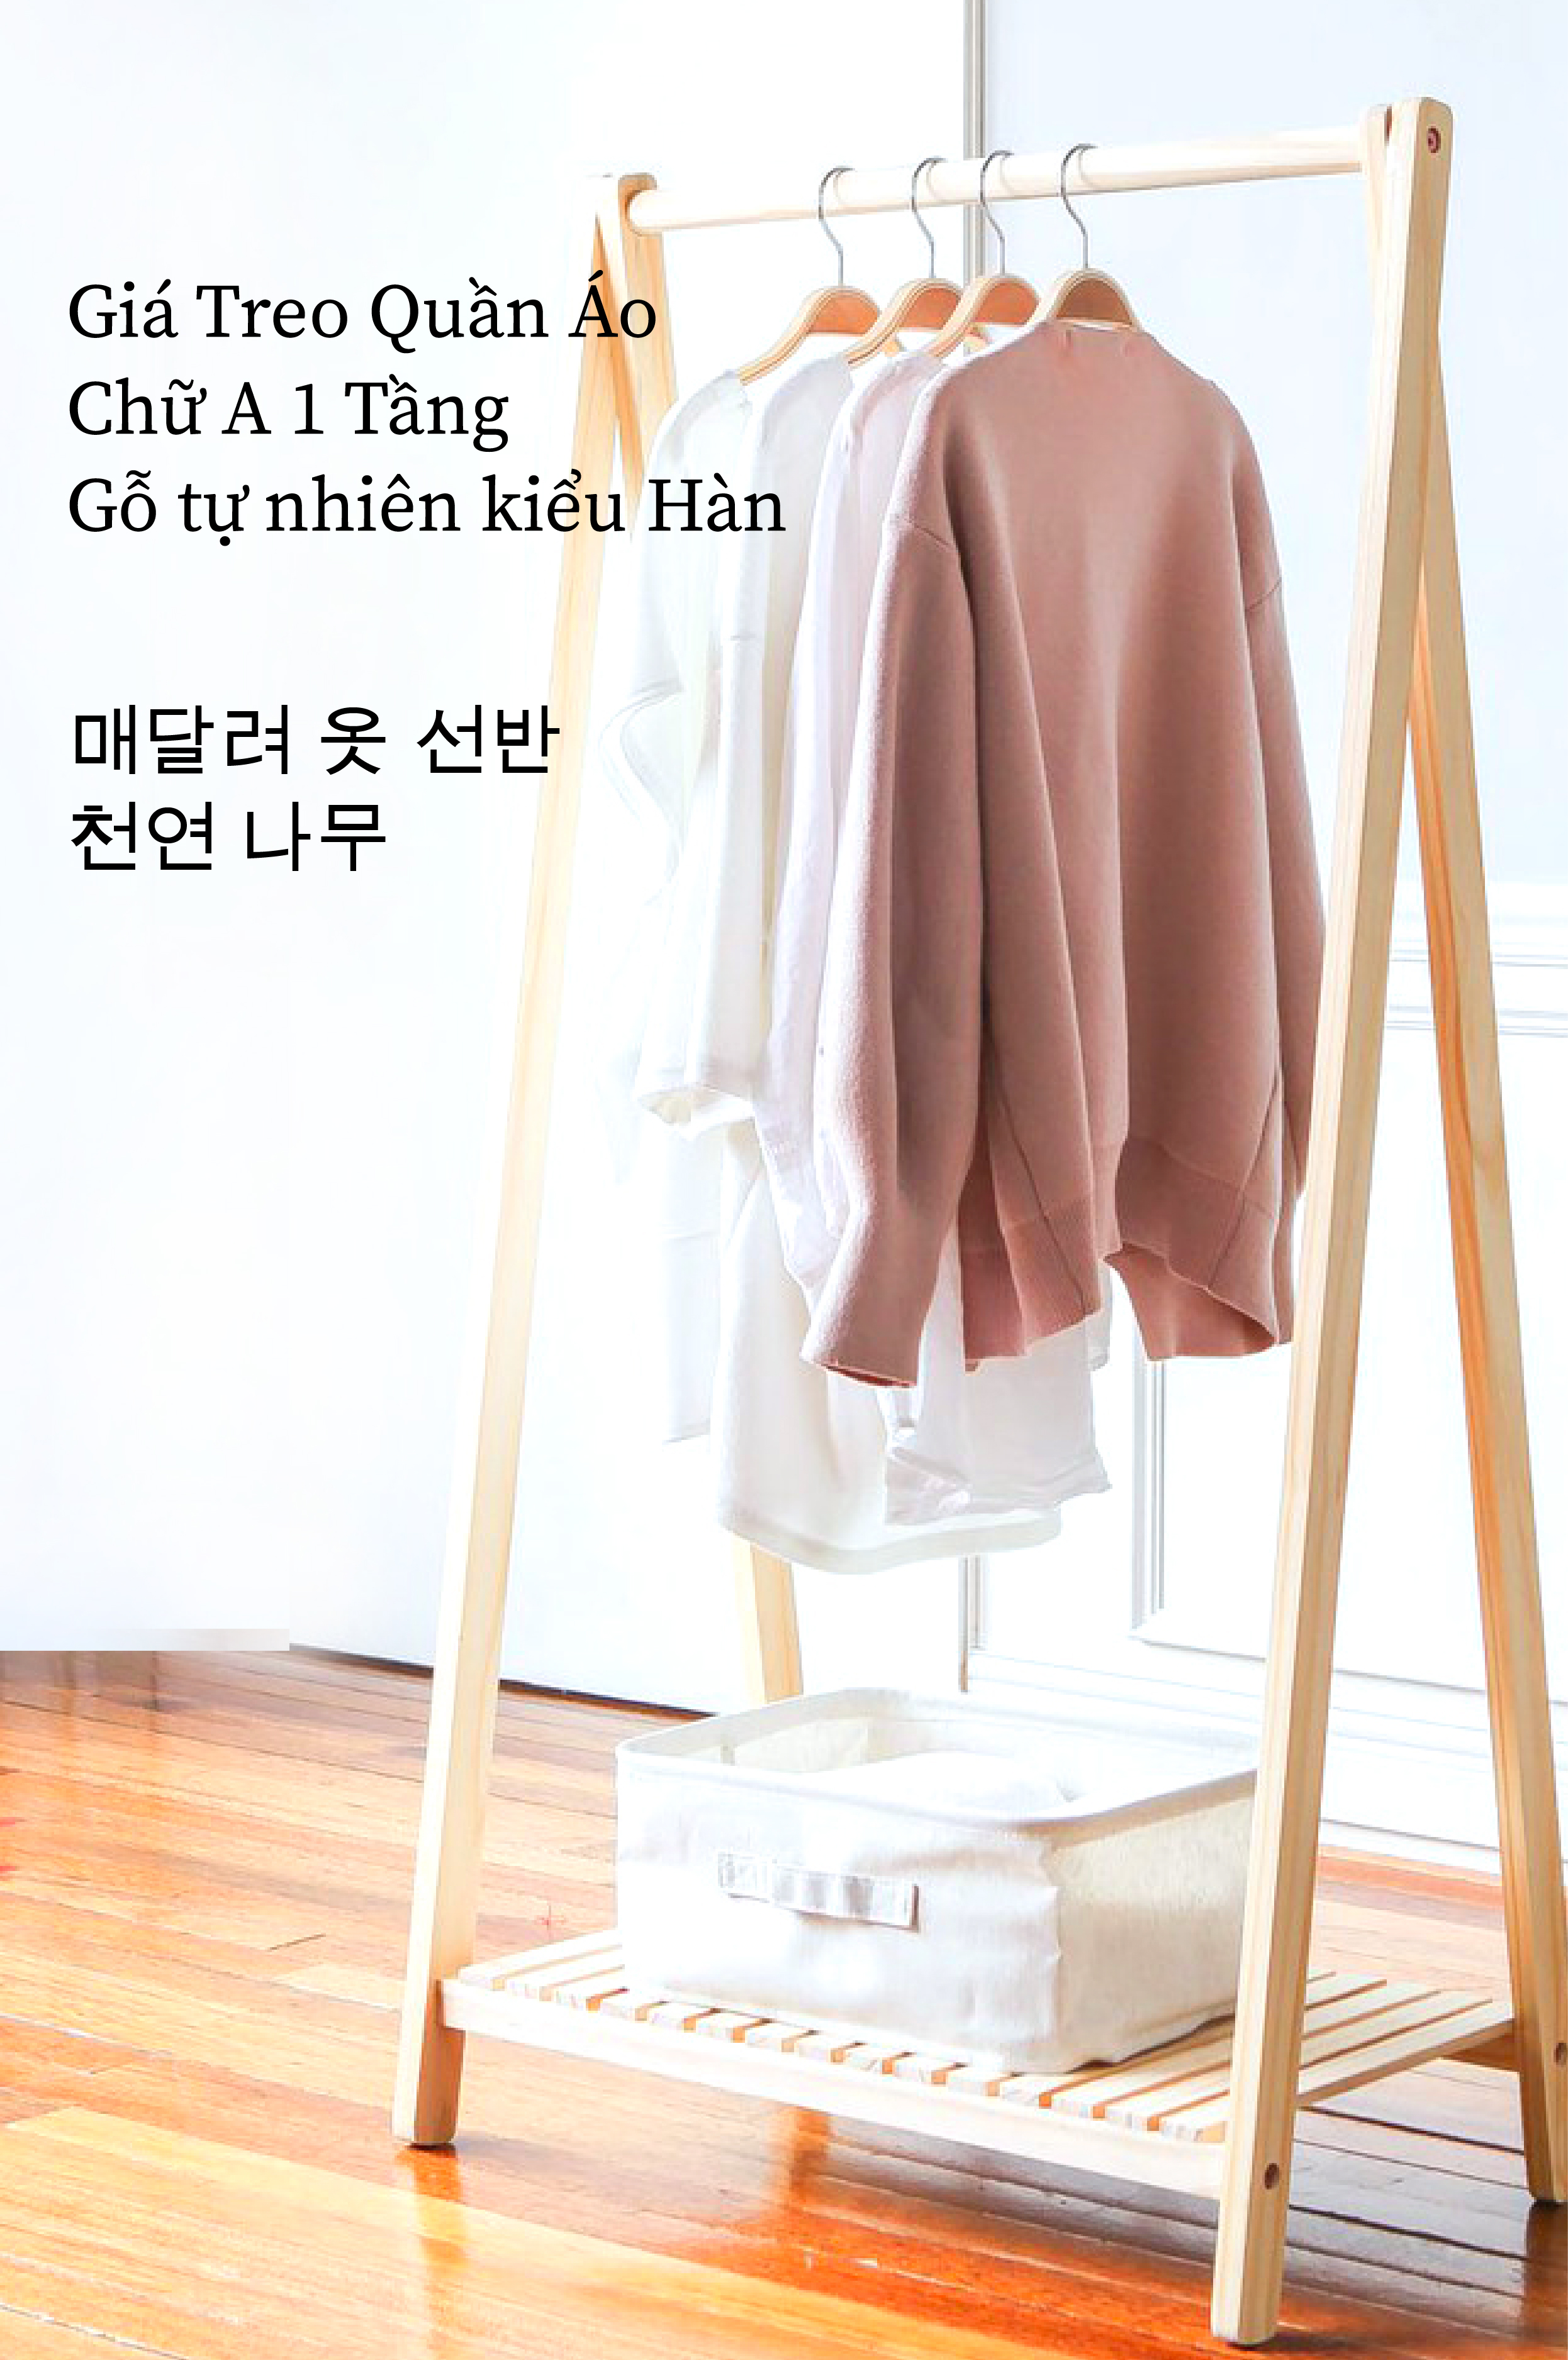 Giá Treo Quần Áo
Chữ A 1 Tầng
Gỗ tự nhiên kiểu Hàn
매달려 옷 선반
천연 나무